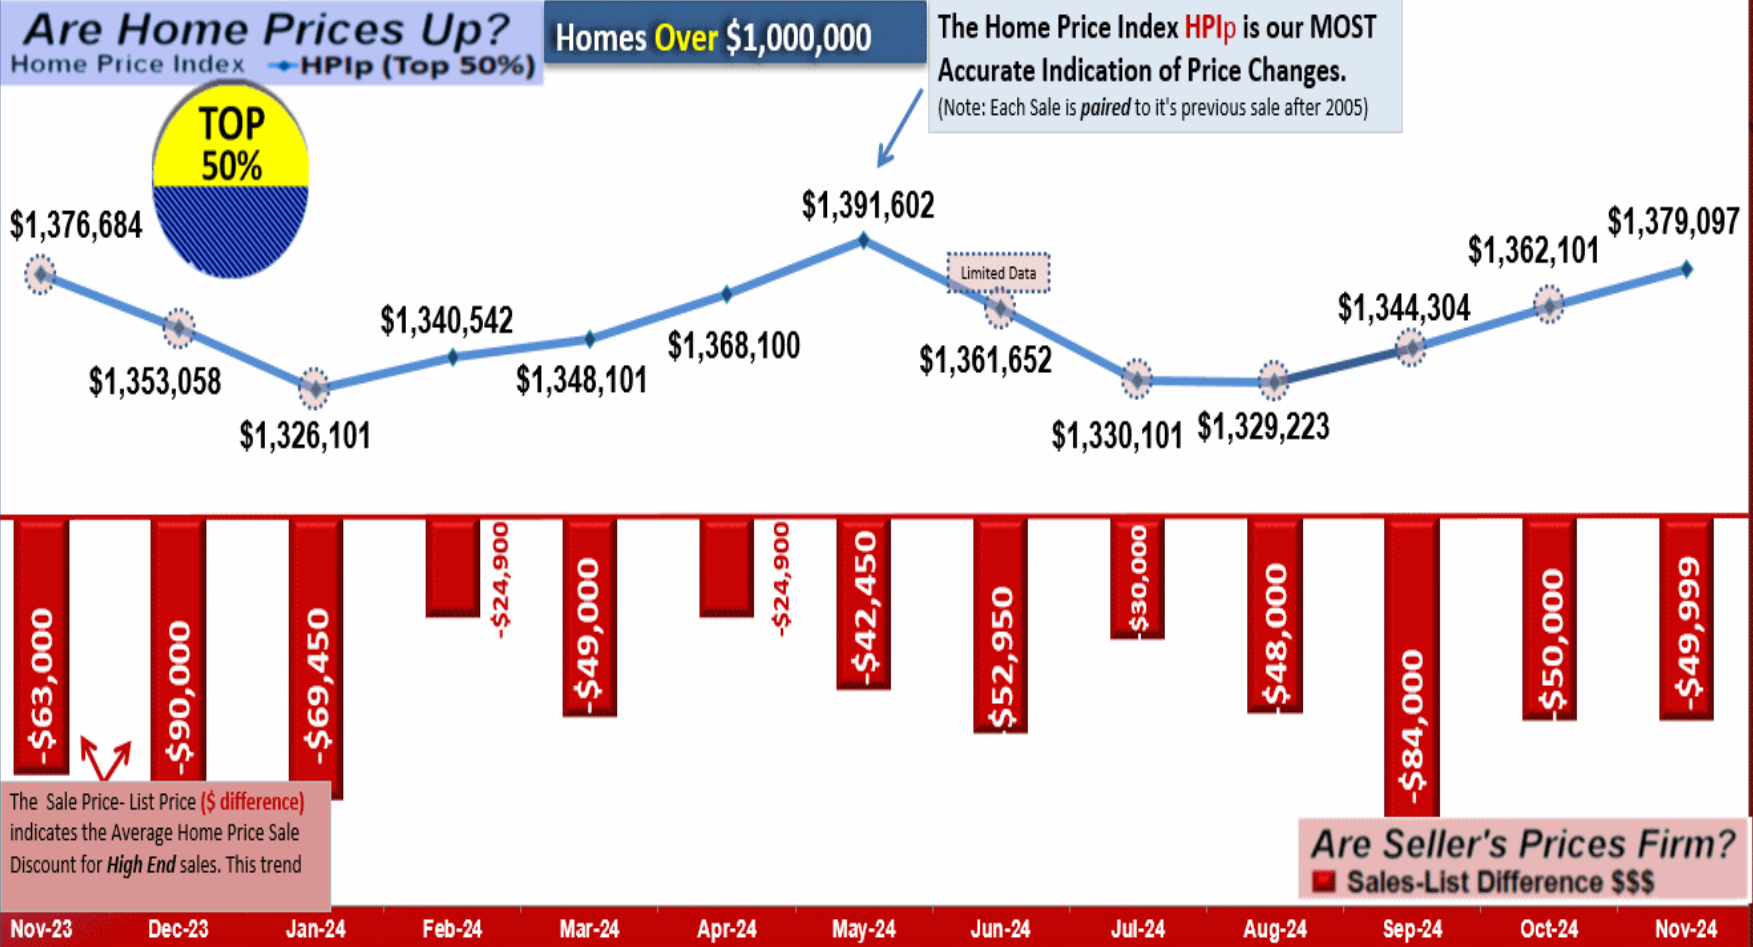 Are Home Prices Up?
Home Price Index HPIp (Top 50%)
Homes Over $1,000,000
The Home Price Index HPIp is our MOST
Accurate Indication of Price Changes.
(Note: Each Sale is paired to it's previous sale after 2005)
TOP
50%
$1,376,684
$1,353,058
$1,326,101
$1,340,542
$1,348,101
$1,368,100
$1,391,602
Limited Data
$1,361,652
$1,330,101
$1,329,223
$1,344,304
$1,362,101
$1,379,097
-$63,000
-$90,000
-$69,450
-$24,900
-$49,000
-$24,900
-$42,450
-$52,950
-$30,000
-$48,000
-$84,000
-$50,000
-$49,999
The Sale Price- List Price ($ difference)
indicates the Average Home Price Sale
Discount for High End sales. This trend
Are Seller's Prices Firm?
Sales-List Difference $$$
Nov-23 Dec-23 Jan-24 Feb-24 Mar-24 Apr-24 May-24 Jun-24 Jul-24 Aug-24 Sep-24 Oct-24 Nov-24